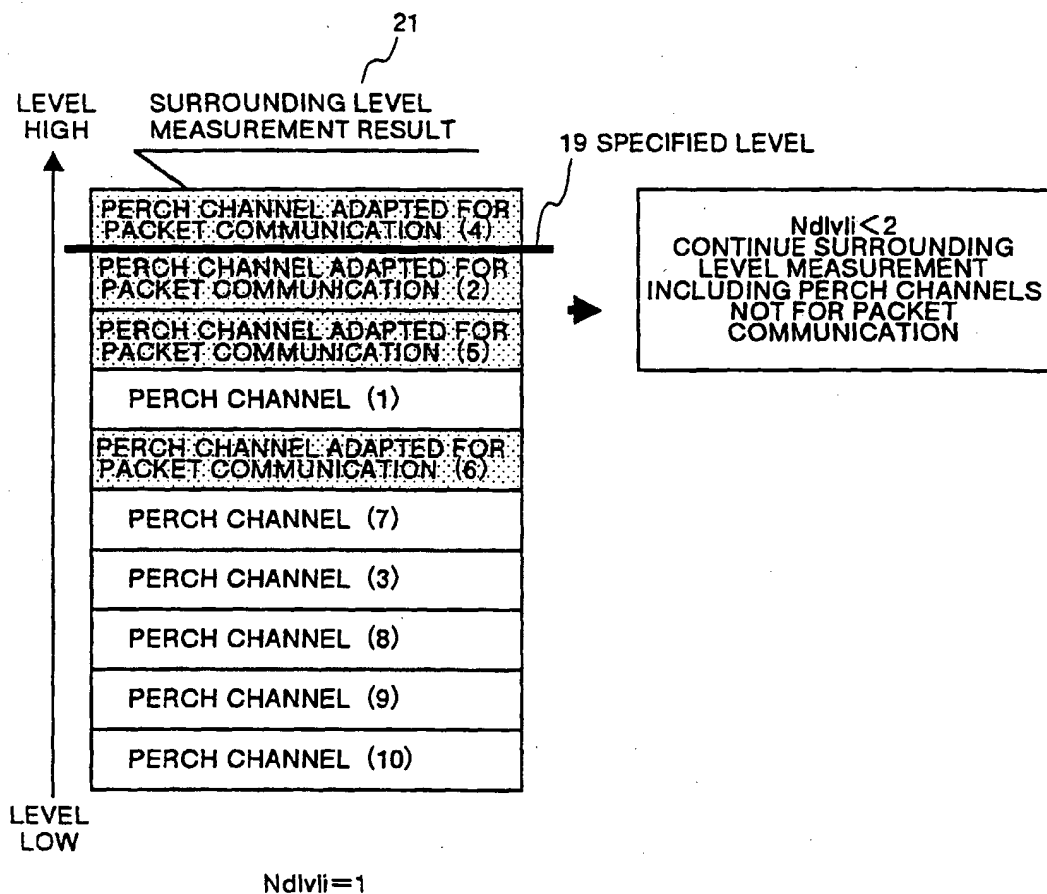 21
LEVEL
HIGH
SURROUNDING LEVEL
MEASUREMENT RESULT
19 SPECIFIED LEVEL
PERCH CHANNEL ADAPTED FOR
PACKET COMMUNICATION (4)
PERCH CHANNEL ADAPTED FOR
PACKET COMMUNICATION (2)
PERCH CHANNEL ADAPTED FOR
PACKET COMMUNICATION (5)
PERCH CHANNEL (1)
PERCH CHANNEL ADAPTED FOR
PACKET COMMUNICATION (6)
PERCH CHANNEL (7)
PERCH CHANNEL (3)
PERCH CHANNEL (8)
PERCH CHANNEL (9)
PERCH CHANNEL (10)
LEVEL
LOW
Ndlvli=1
Ndlvli<2
CONTINUE SURROUNDING
LEVEL MEASUREMENT
INCLUDING PERCH CHANNELS
NOT FOR PACKET
COMMUNICATION